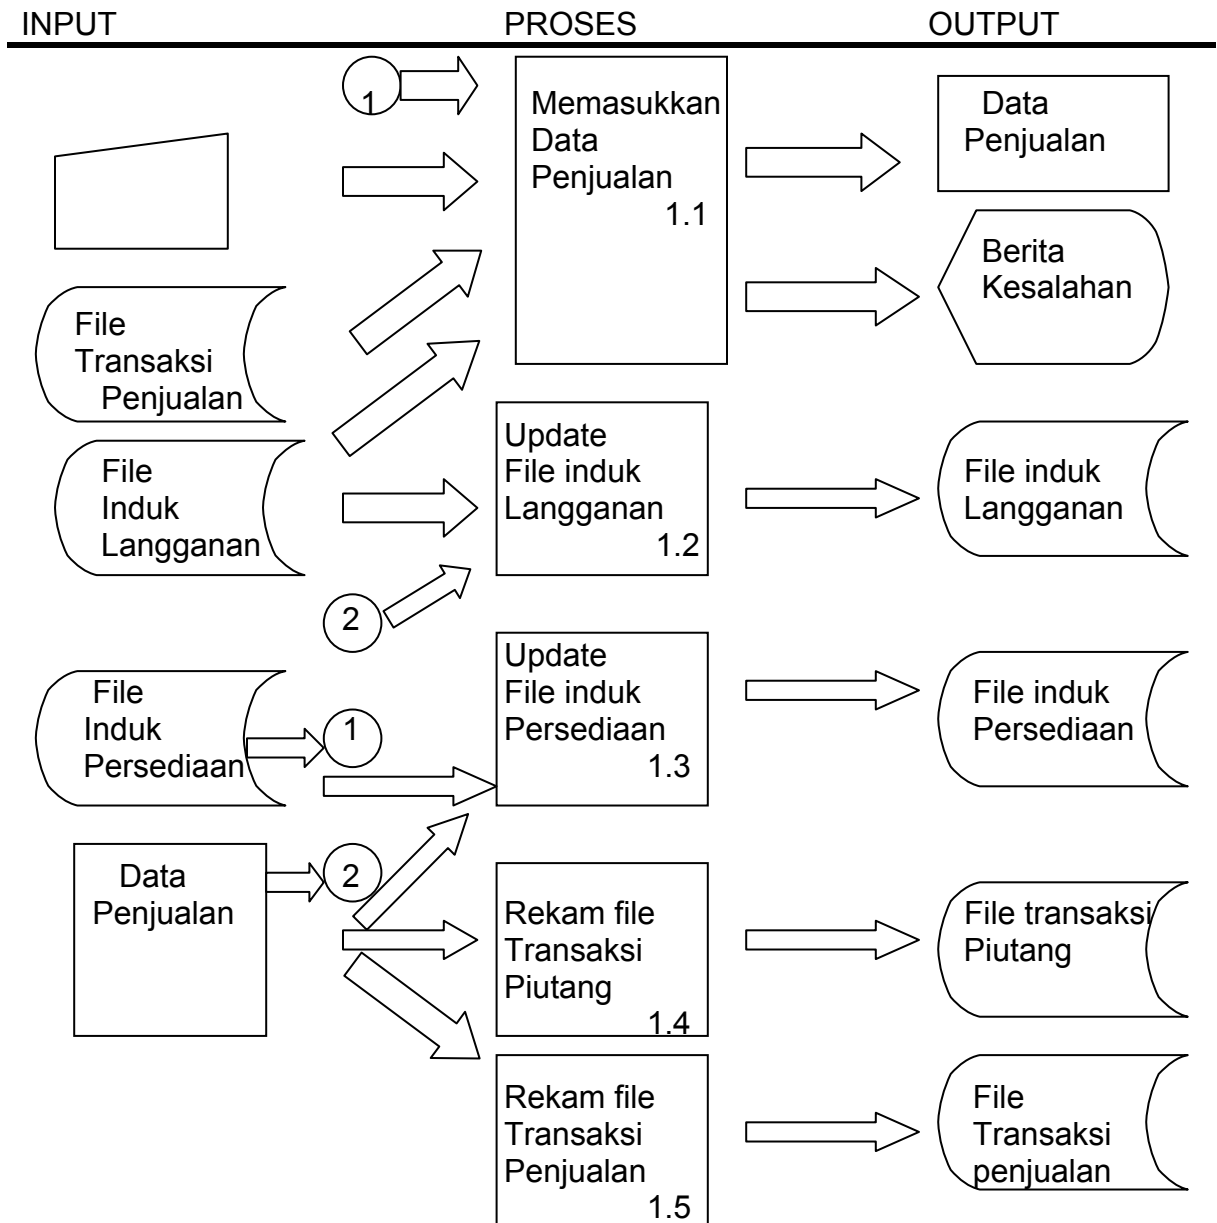 INPUT
PROSES
OUTPUT
1
Memasukkan
Data
Penjualan
1.1
Data
Penjualan
Berita
Kesalahan
File
Transaksi
Penjualan
File
Induk
Langganan
Update
File induk
Langganan
1.2
File induk
Langganan
2
File
Induk
Persediaan
1
Update
File induk
Persediaan
1.3
File induk
Persediaan
Data
Penjualan
2
Rekam file
Transaksi
Piutang
1.4
File transaksi
Piutang
Rekam file
Transaksi
Penjualan
1.5
File
Transaksi
penjualan